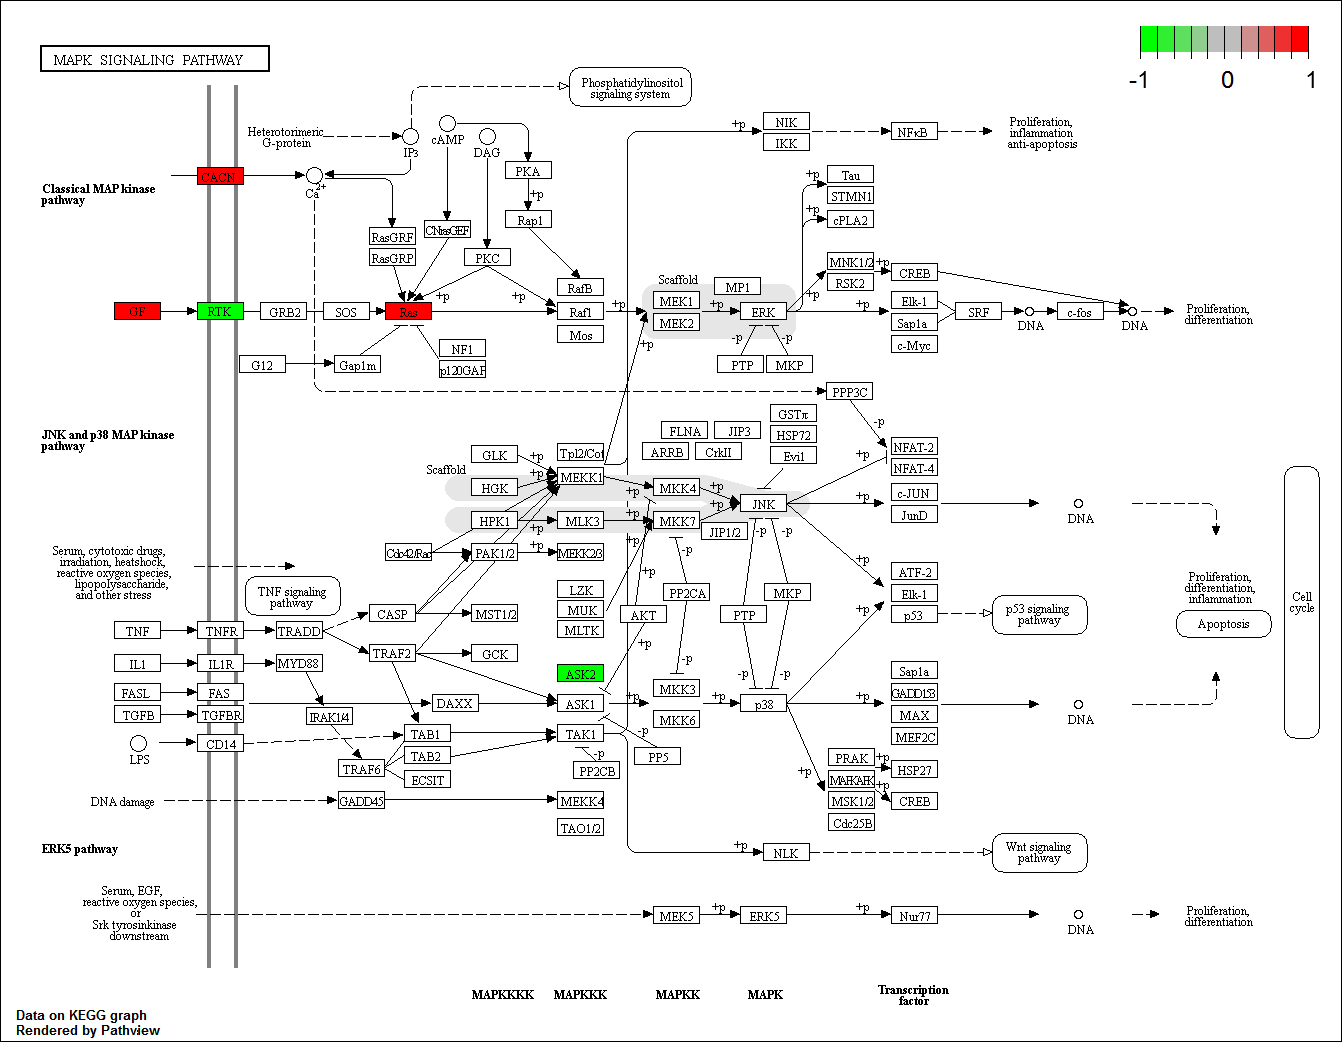 MAPK SIGNALING PATHWAY
-1
0
1
Phosphatidylinositol
signaling system
Heterotorimeric
G-protein
IP3
cAMP
DAG
PKA
+p
Rap1
NIK
IKK
+p
NFκB
Proliferation,
inflammation
anti-apoptosis
Classical MAP kinase
pathway
CACN
Ca2+
RasGRF
RasGRP
CNrasGEF
PKC
RafB
Tau
STMN1
cPLA2
+p
+p
MNK1/2
RSK2
+p
+p
CREB
Scaffold
MP1
GF
RTK
GRB2
SOS
Ras
+p
+p
Raf1
Mos
+p
MEK1
MEK2
+p
ERK
+p
Elk-1
Sap1a
c-Myc
SRF
DNA
c-fos
DNA
Proliferation,
differentiation
G12
Gap1m
NF1
p120GAP
+p
-p
-p
PTP
MKP
PPP3C
-p
JNK and p38 MAP kinase
pathway
Scaffold
GLK
HGK
HPK1
PAK1/2
Cdc42/Rac
+p
+p
+p
+p
Tpl2/Cot
MEKK1
MLK3
MEKK2/3
LZK
MUK
MLTK
FLNA
JIP3
ARRB
CrkII
GSTπ
HSP72
Evi1
MKK4
MKK7
+p
+p
+p
+p
+p
JNK
JIP1/2
+p
+p
+p
NFAT-2
NFAT-4
c-JUN
JunD
DNA
Serum, cytotoxic drugs,
irradiation, heatshock,
reactive oxygen species,
lipopolysaccharide,
and other stress
TNF signaling
pathway
CASP
MST1/2
TRAF2
GCK
AKT
+p
+p
-p
PP2CA
-p
-p
-p
PTP
MKP
-p
-p
ATF-2
Elk-1
p53
+p
p53 signaling
pathway
Proliferation,
differentiation,
inflammation
Apoptosis
Cell
cycle
TNF
TNFR
TRADD
IL1
IL1R
MYD88
FASL
FAS
TGFB
TGFBR
LPS
CD14
IRAK1/4
TRAF6
DAXX
TAB1
TAB2
ECSIT
ASK2
ASK1
TAK1
+p
-p
-p
PP2CB
PP5
MKK3
MKK6
+p
p38
+p
+p
Sap1a
GADD153
MAX
MEF2C
DNA
PRAK
MAPKAPK
MSK1/2
Cdc25B
+p
+p
HSP27
CREB
DNA damage
GADD45
MEKK4
TAO1/2
ERK5 pathway
+p
NLK
Wnt signaling
pathway
Serum, EGF,
reactive oxygen species,
or
Srk tyrosinkinase
downstream
MEK5
+p
ERK5
+p
Nur77
DNA
Proliferation,
differentiation
MAPKKKK
MAPKKK
MAPKK
MAPK
Transcription
factor
Data on KEGG graph
Rendered by Pathview